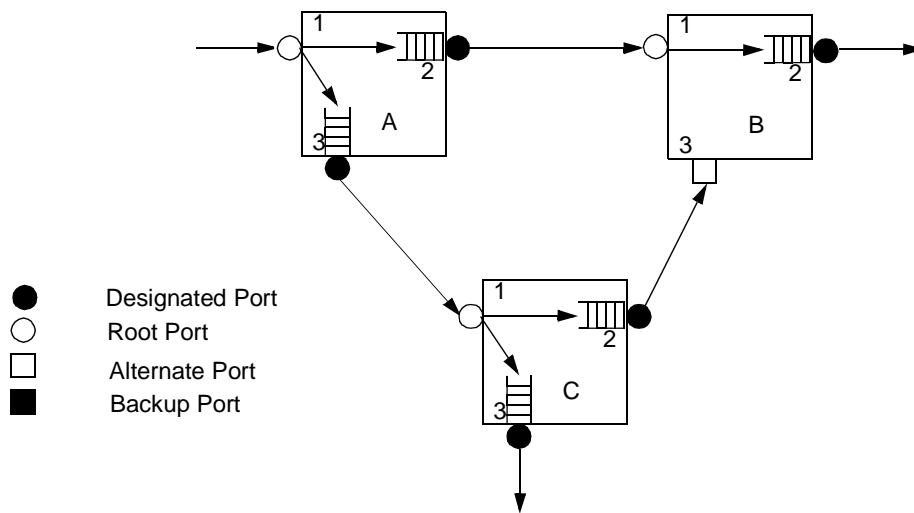 1
2
3
A
1
2
3
B
1
2
3
C
Designated Port
Root Port
Alternate Port
Backup Port